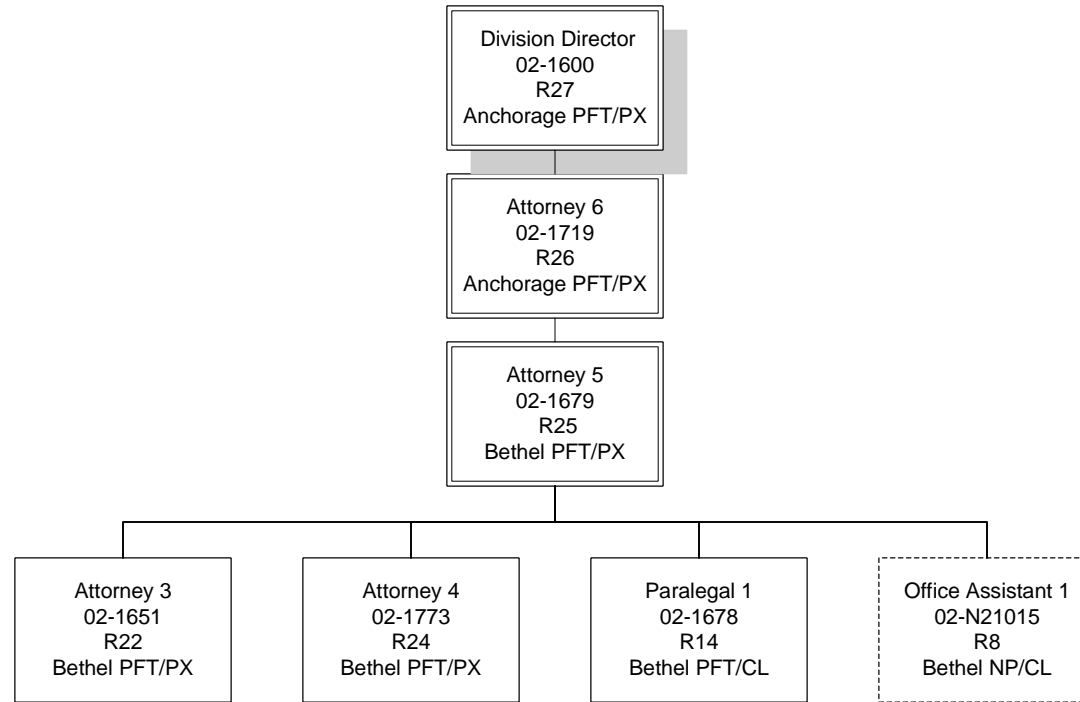 Division Director
02-1600
R27
Anchorage PFT/PX
Attorney 6
02-1719
R26
Anchorage PFT/PX
Attorney 5
02-1679
R25
Bethel PFT/PX
Attorney 3
02-1651
R22
Bethel PFT/PX
Attorney 4
02-1773
R24
Bethel PFT/PX
Paralegal 1
02-1678
R14
Bethel PFT/CL
Office Assistant 1
02-N21015
R8
Bethel NP/CL